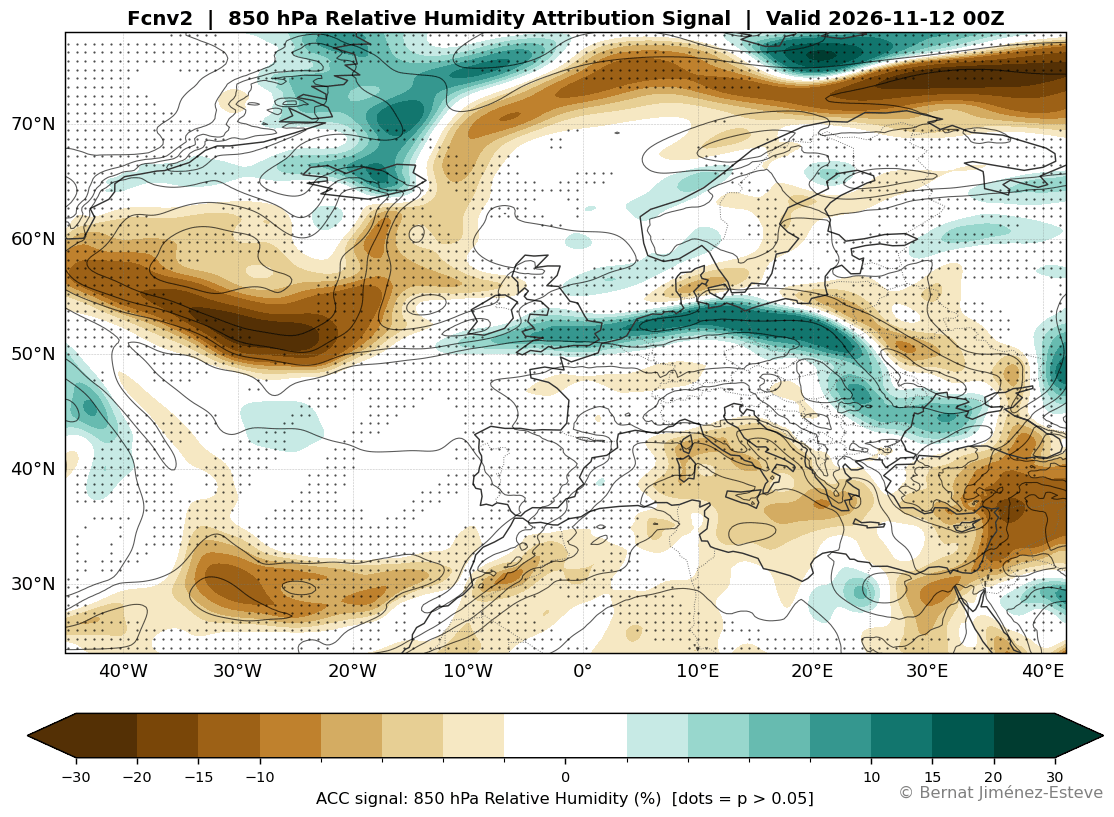 Fcnv2 | 850 hPa Relative Humidity Attribution Signal | Valid 2026-11-12 00Z
70°N
60°N
50°N
40°N
30°N
40°W 30°W 20°W 10°W 0° 10°E 20°E 30°E 40°E
−30 −20 −15 −10 0 10 15 20 30
ACC signal: 850 hPa Relative Humidity (%) [dots = p > 0.05]
© Bernat Jiménez-Esteve